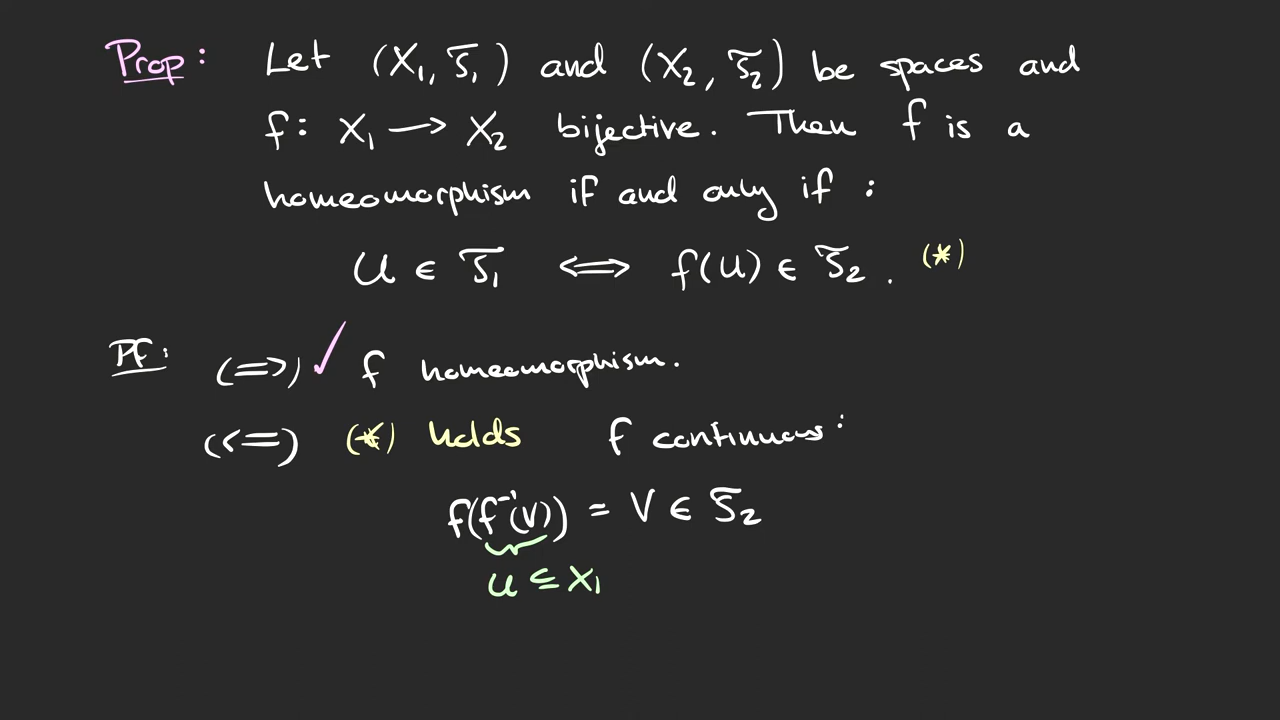 Prop: Let (X₁, 𝒯₁) and (X₂, 𝒯₂) be spaces and
f: X₁ → X₂ bijective. Then f is a
homeomorphism if and only if:
U ∈ 𝒯₁ ⟺ f(U) ∈ 𝒯₂. (*)
Pf: (=>) ✓ f homeomorphism.
(<=) (*) holds f continuous:
f(f⁻¹(V)) = V ∈ 𝒯₂
U ⊆ X₁